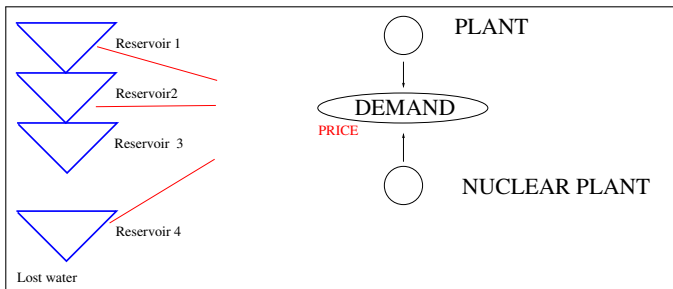 PLANT
Reservoir 1
Reservoir2
DEMAND
PRICE
Reservoir  3
NUCLEAR PLANT
Reservoir 4
Lost water